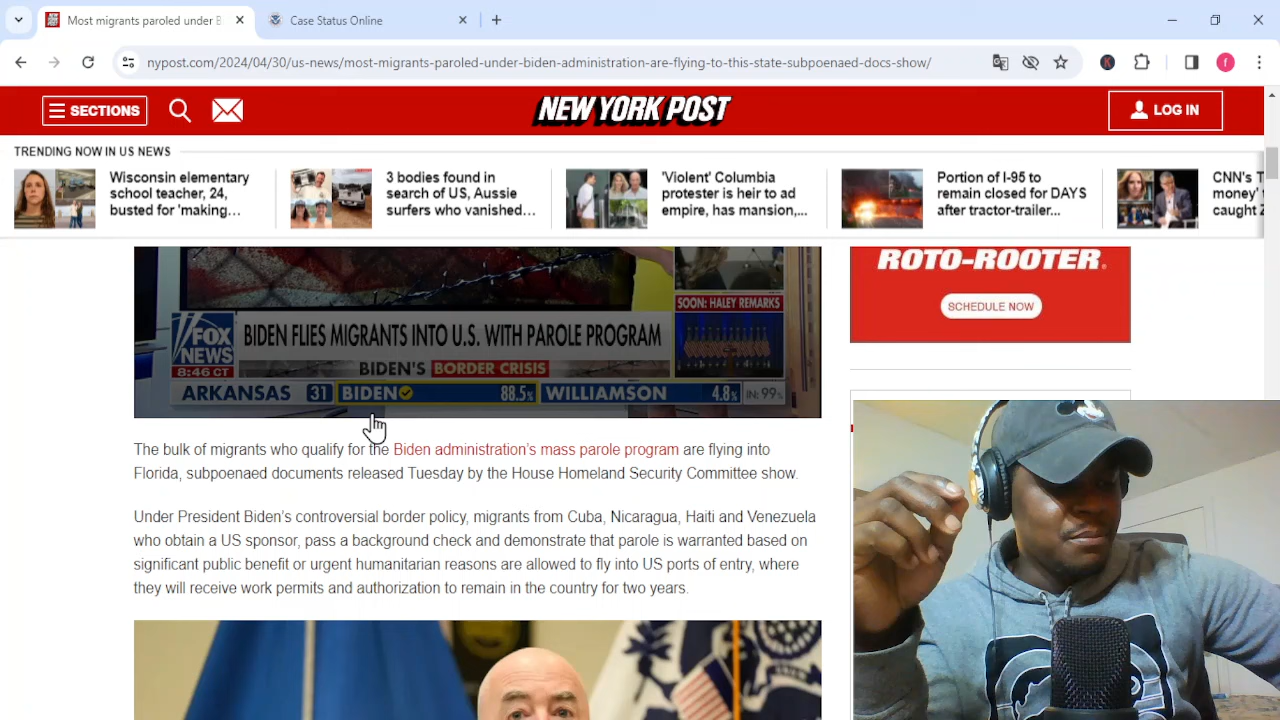 Most migrants paroled under B
Case Status Online
nypost.com/2024/04/30/us-news/most-migrants-paroled-under-biden-administration-are-flying-to-this-state-subpoenaed-docs-show/
K
f
SECTIONS
NEW YORK POST
LOG IN
TRENDING NOW IN US NEWS
Wisconsin elementary
school teacher, 24,
busted for 'making...
3 bodies found in
search of US, Aussie
surfers who vanished...
'Violent' Columbia
protester is heir to ad
empire, has mansion,...
Portion of I-95 to
remain closed for DAYS
after tractor-trailer...
CNN's T
money'
caught Z
ROTO-ROOTER
SCHEDULE NOW
SOON: HALEY REMARKS
FOX
NEWS
8:46 CT
BIDEN FLIES MIGRANTS INTO U.S. WITH PAROLE PROGRAM
BIDEN'S BORDER CRISIS
ARKANSAS 31 BIDEN 88.5% WILLIAMSON 4.8% IN: 99%
The bulk of migrants who qualify for the Biden administration's mass parole program are flying into
Florida, subpoenaed documents released Tuesday by the House Homeland Security Committee show.
Under President Biden's controversial border policy, migrants from Cuba, Nicaragua, Haiti and Venezuela
who obtain a US sponsor, pass a background check and demonstrate that parole is warranted based on
significant public benefit or urgent humanitarian reasons are allowed to fly into US ports of entry, where
they will receive work permits and authorization to remain in the country for two years.